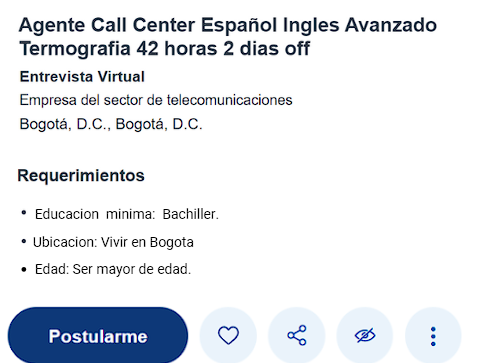 Agente Call Center Español Ingles Avanzado
Termografia 42 horas 2 dias off
Entrevista Virtual
Empresa del sector de telecomunicaciones
Bogotá, D.C., Bogotá, D.C.
Requerimientos
• Educacion minima: Bachiller.
• Ubicacion: Vivir en Bogota
• Edad: Ser mayor de edad.
Postularme